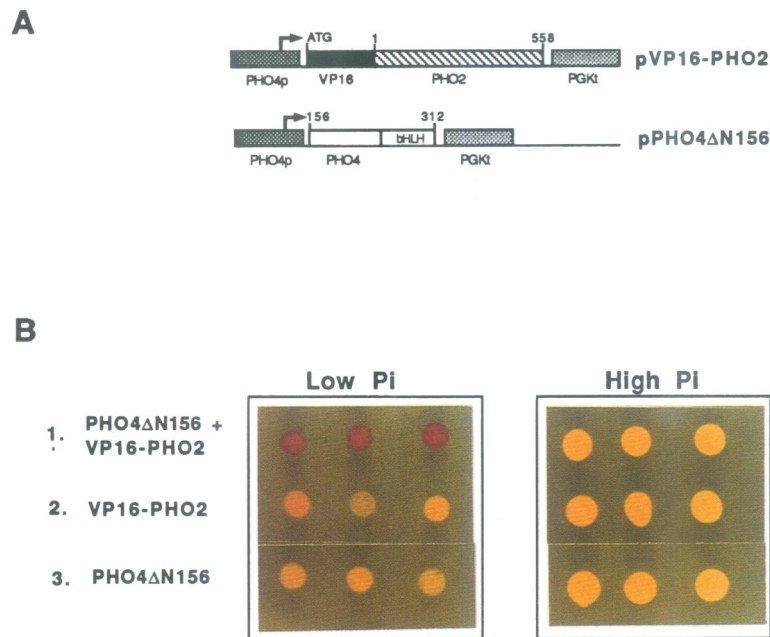 A
ATG 1 558
pVP16-PHO2
PHO4p VP16 PHO2 PGKt
156 312
bHLH
pPHO4ΔN156
PHO4p PHO4 PGKt
B
Low Pi High Pi
1. PHO4ΔN156 +
VP16-PHO2
2. VP16-PHO2
3. PHO4ΔN156